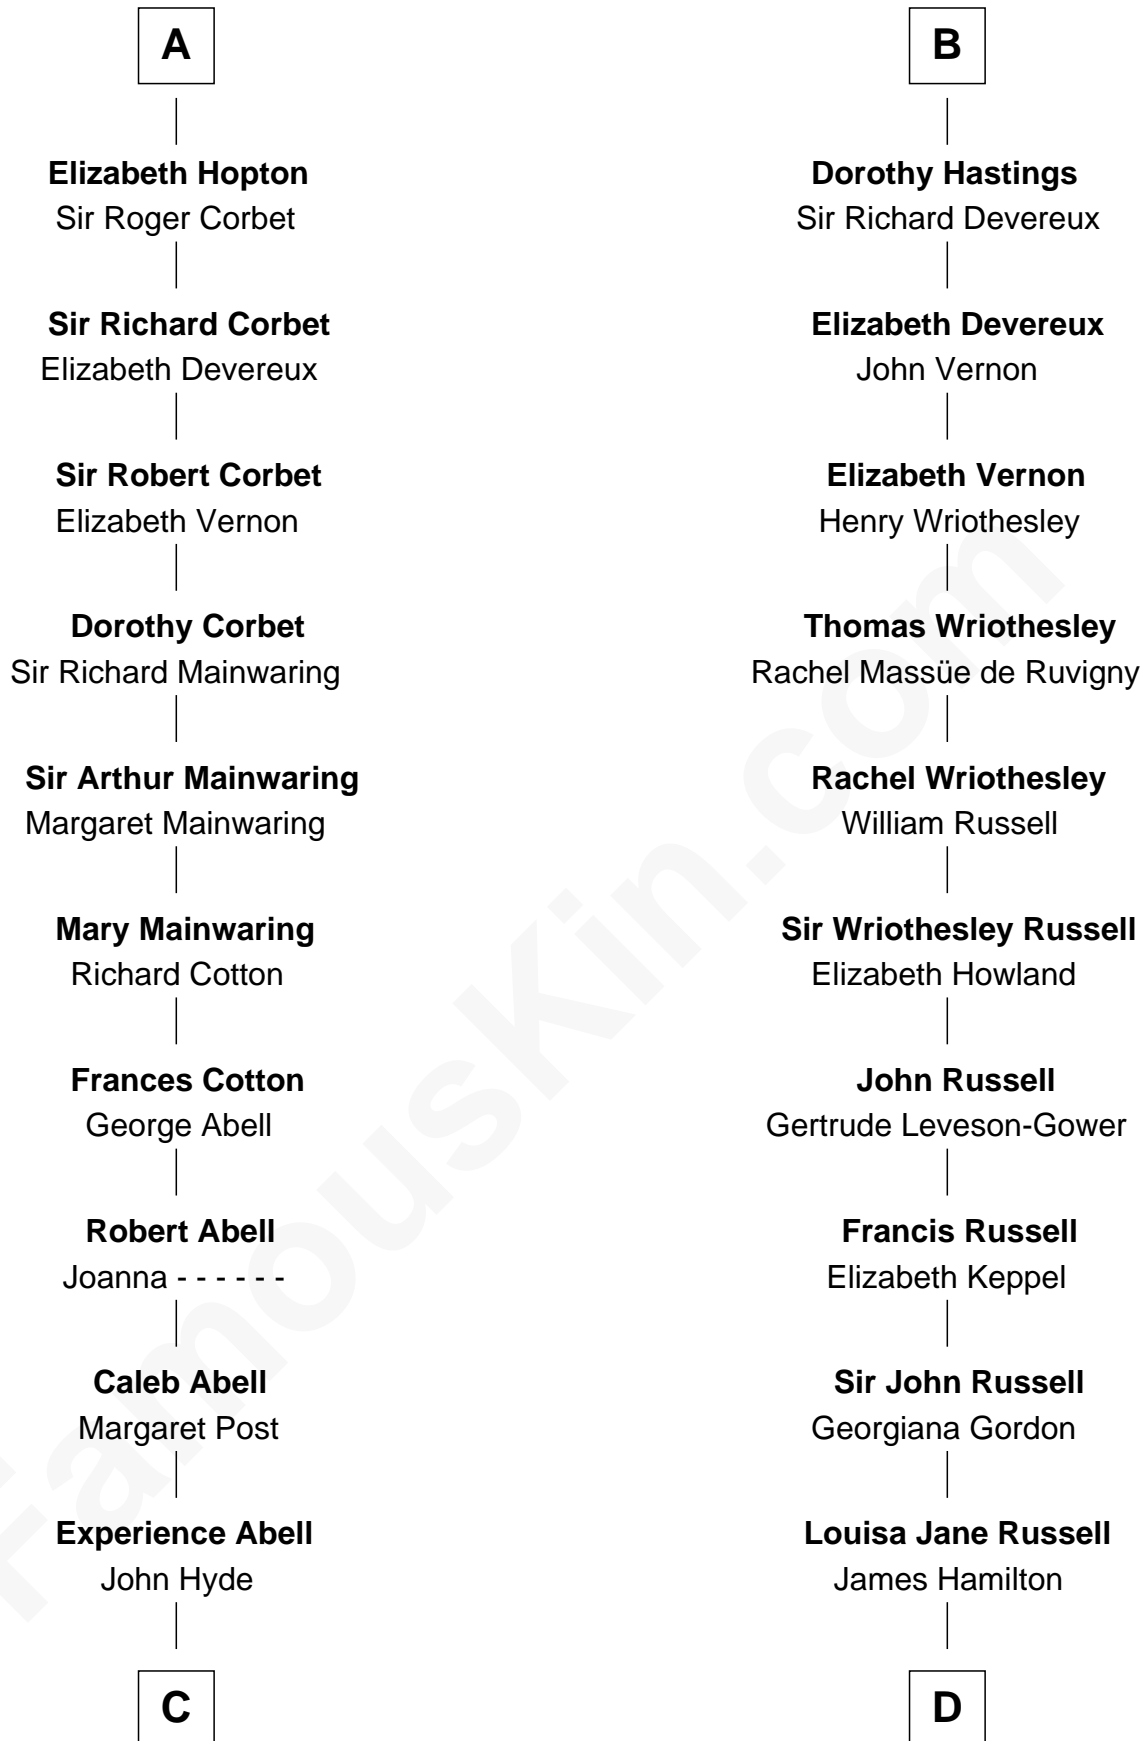 A
Elizabeth Hopton
Sir Roger Corbet
Sir Richard Corbet
Elizabeth Devereux
Sir Robert Corbet
Elizabeth Vernon
Dorothy Corbet
Sir Richard Mainwaring
Sir Arthur Mainwaring
Margaret Mainwaring
Mary Mainwaring
Richard Cotton
Frances Cotton
George Abell
Robert Abell
Joanna - - - - - -
Caleb Abell
Margaret Post
Experience Abell
John Hyde
C
B
Dorothy Hastings
Sir Richard Devereux
Elizabeth Devereux
John Vernon
Elizabeth Vernon
Henry Wriothesley
Thomas Wriothesley
Rachel Massüe de Ruvigny
Rachel Wriothesley
William Russell
Sir Wriothesley Russell
Elizabeth Howland
John Russell
Gertrude Leveson-Gower
Francis Russell
Elizabeth Keppel
Sir John Russell
Georgiana Gordon
Louisa Jane Russell
James Hamilton
D
FamousKin.com